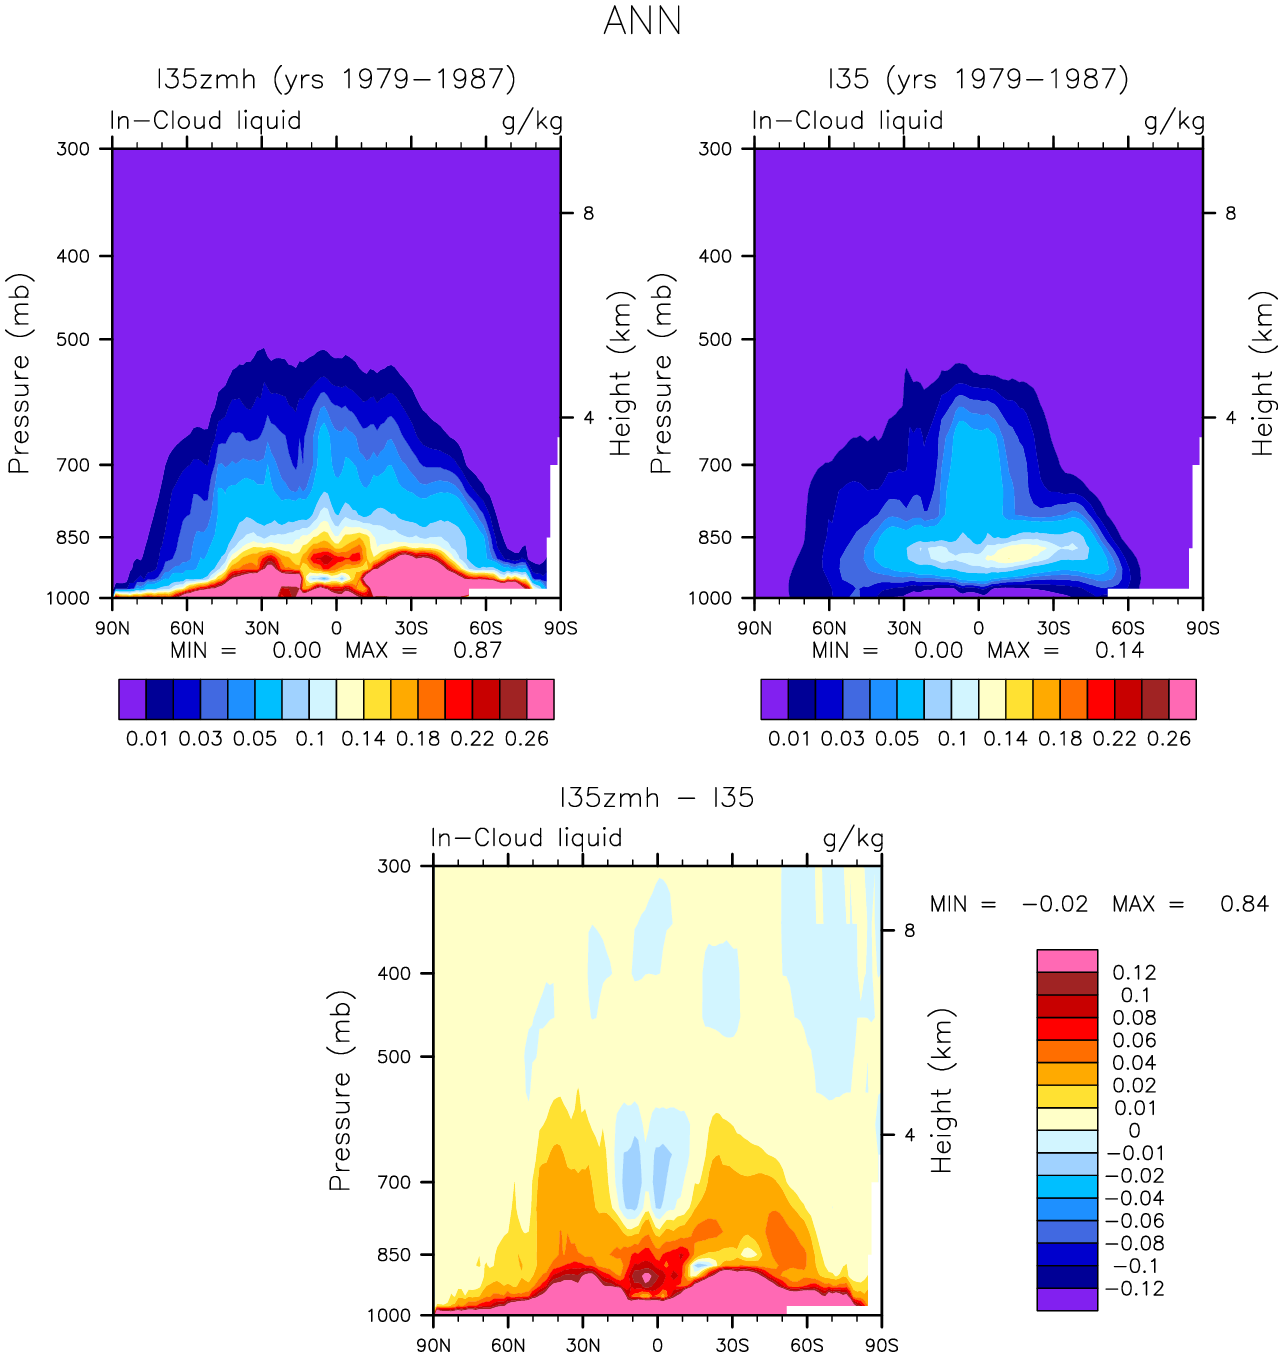 ANN
I35zmh (yrs 1979-1987)
In-Cloud liquid g/kg
300
400
500
700
850
1000
Pressure (mb)
8
4
Height (km)
90N 60N 30N 0 30S 60S 90S
MIN = 0.00 MAX = 0.87
0.01 0.03 0.05 0.1 0.14 0.18 0.22 0.26
I35 (yrs 1979-1987)
In-Cloud liquid g/kg
300
400
500
700
850
1000
Pressure (mb)
8
4
Height (km)
90N 60N 30N 0 30S 60S 90S
MIN = 0.00 MAX = 0.14
0.01 0.03 0.05 0.1 0.14 0.18 0.22 0.26
I35zmh - I35
In-Cloud liquid g/kg
300
400
500
700
850
1000
Pressure (mb)
8
4
Height (km)
90N 60N 30N 0 30S 60S 90S
MIN = -0.02 MAX = 0.84
0.12
0.1
0.08
0.06
0.04
0.02
0.01
0
-0.01
-0.02
-0.04
-0.06
-0.08
-0.1
-0.12